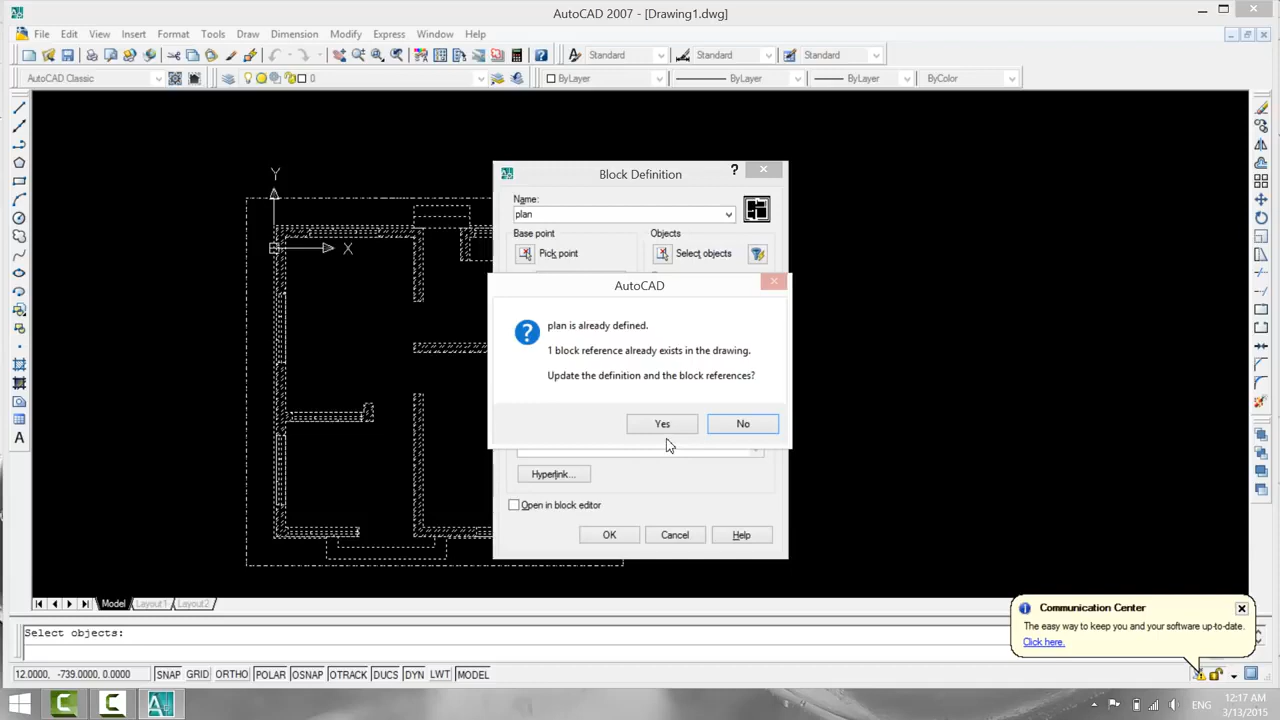 AutoCAD 2007 - [Drawing1.dwg]
File Edit View Insert Format Tools Draw Dimension Modify Express Window Help
Standard Standard Standard
AutoCAD Classic 0 ByLayer ByLayer ByLayer ByColor
Y
X
Block Definition ?
Name:
plan
Base point Objects
Pick point Select objects
AutoCAD
plan is already defined.
1 block reference already exists in the drawing.
Update the definition and the block references?
Yes No
Hyperlink...
Open in block editor
OK Cancel Help
Model Layout1 Layout2
Communication Center
The easy way to keep you and your software up-to-date.
Click here.
Select objects:
12.0000, -739.0000, 0.0000 SNAP GRID ORTHO POLAR OSNAP OTRACK DUCS DYN LWT MODEL
ENG 12:17 AM
3/13/2015